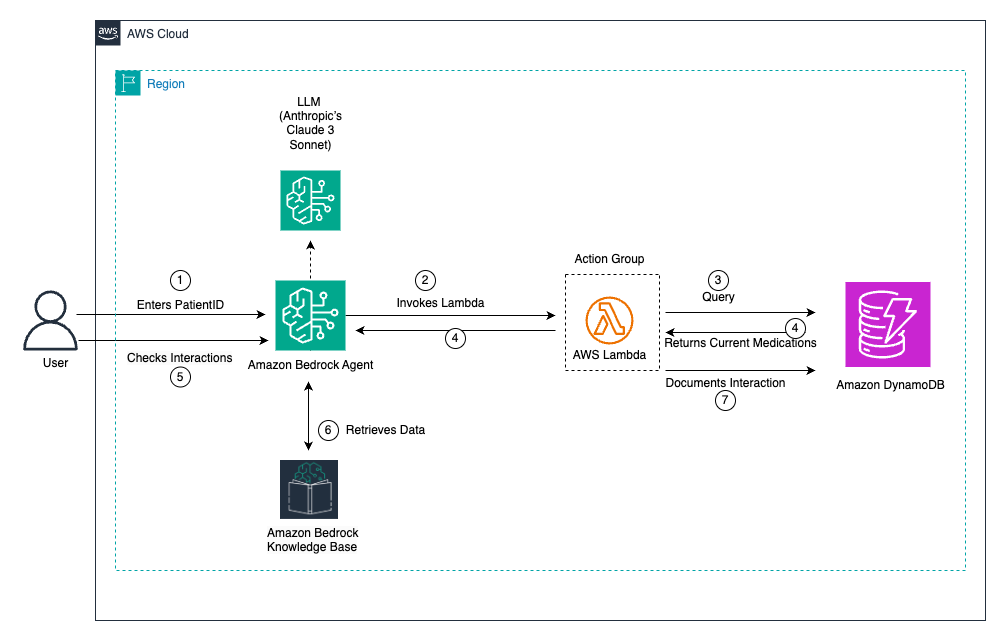 aws
AWS Cloud
Region
LLM
(Anthropic's
Claude 3
Sonnet)
1
Enters PatientID
2
Invokes Lambda
Action Group
3
Query
4
4
Returns Current Medications
AWS Lambda
User
Checks Interactions
5
Amazon Bedrock Agent
Documents Interaction
7
Amazon DynamoDB
6
Retrieves Data
Amazon Bedrock
Knowledge Base